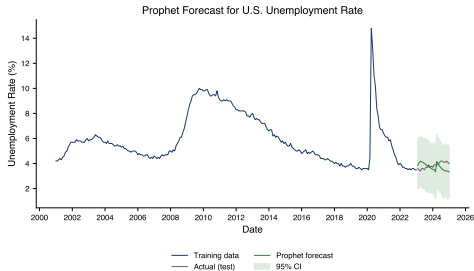 Prophet Forecast for U.S. Unemployment Rate
Unemployment Rate (%)
14
12
10
8
6
4
2
2000 2002 2004 2006 2008 2010 2012 2014 2016 2018 2020 2022 2024 2026
Date
Training data Prophet forecast
Actual (test) 95% CI